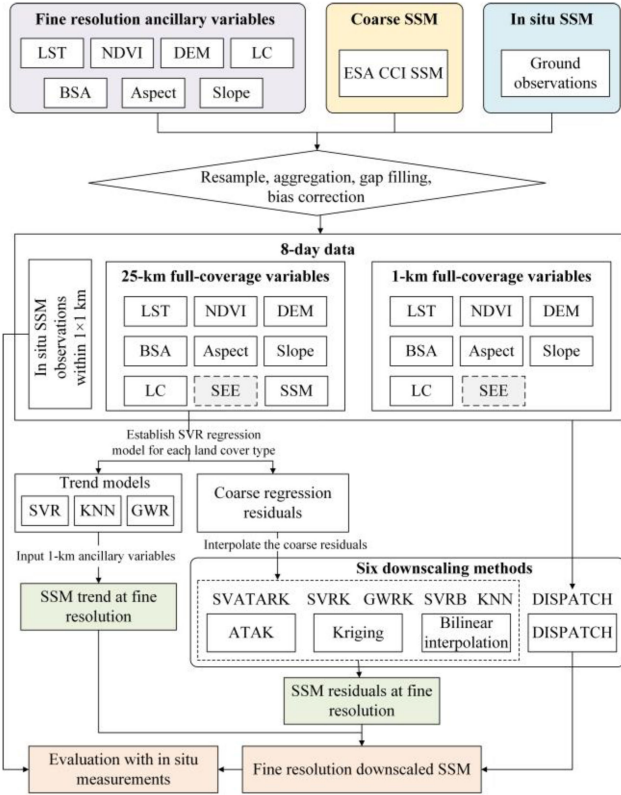 Fine resolution ancillary variables
LST NDVI DEM LC
BSA Aspect Slope
Coarse SSM
ESA CCI SSM
In situ SSM
Ground
observations
Resample, aggregation, gap filling,
bias correction
8-day data
In situ SSM
observations
within 1×1 km
25-km full-coverage variables
LST NDVI DEM
BSA Aspect Slope
LC SEE SSM
1-km full-coverage variables
LST NDVI DEM
BSA Aspect Slope
LC SEE
Establish SVR regression
model for each land cover type
Trend models
SVR KNN GWR
Coarse regression
residuals
Input 1-km ancillary variables
Interpolate the coarse residuals
SSM trend at fine
resolution
Six downscaling methods
SVATARK SVRK GWRK SVRB KNN DISPATCH
ATAK
Kriging
Bilinear
interpolation
DISPATCH
SSM residuals at fine
resolution
Evaluation with in situ
measurements
Fine resolution downscaled SSM